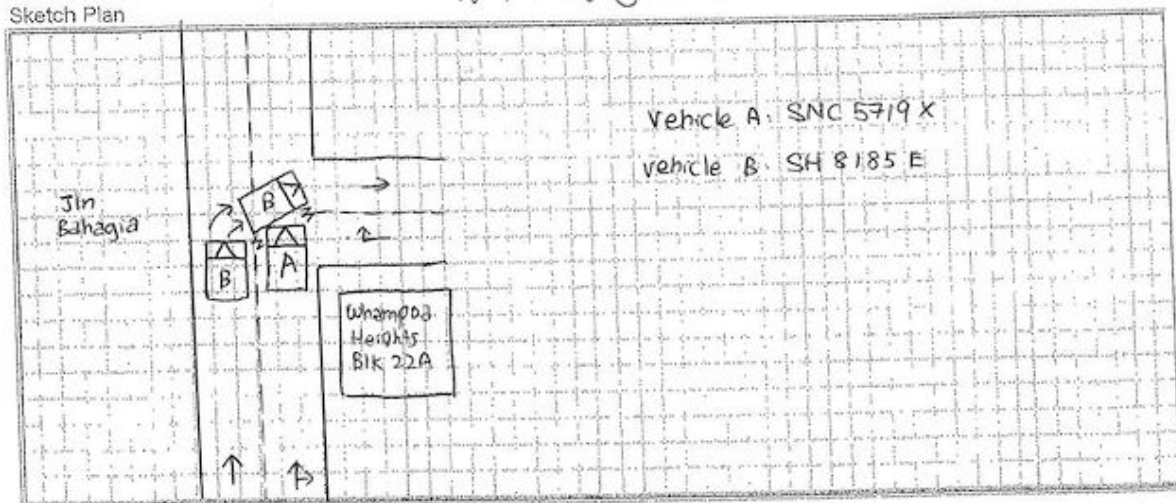 Sketch Plan
Vehicle A: SNC 5719 X
Vehicle B: SH 8185 E
Jln
Bahagia
B
B
A
Whampoa
Heights
Blk 22A